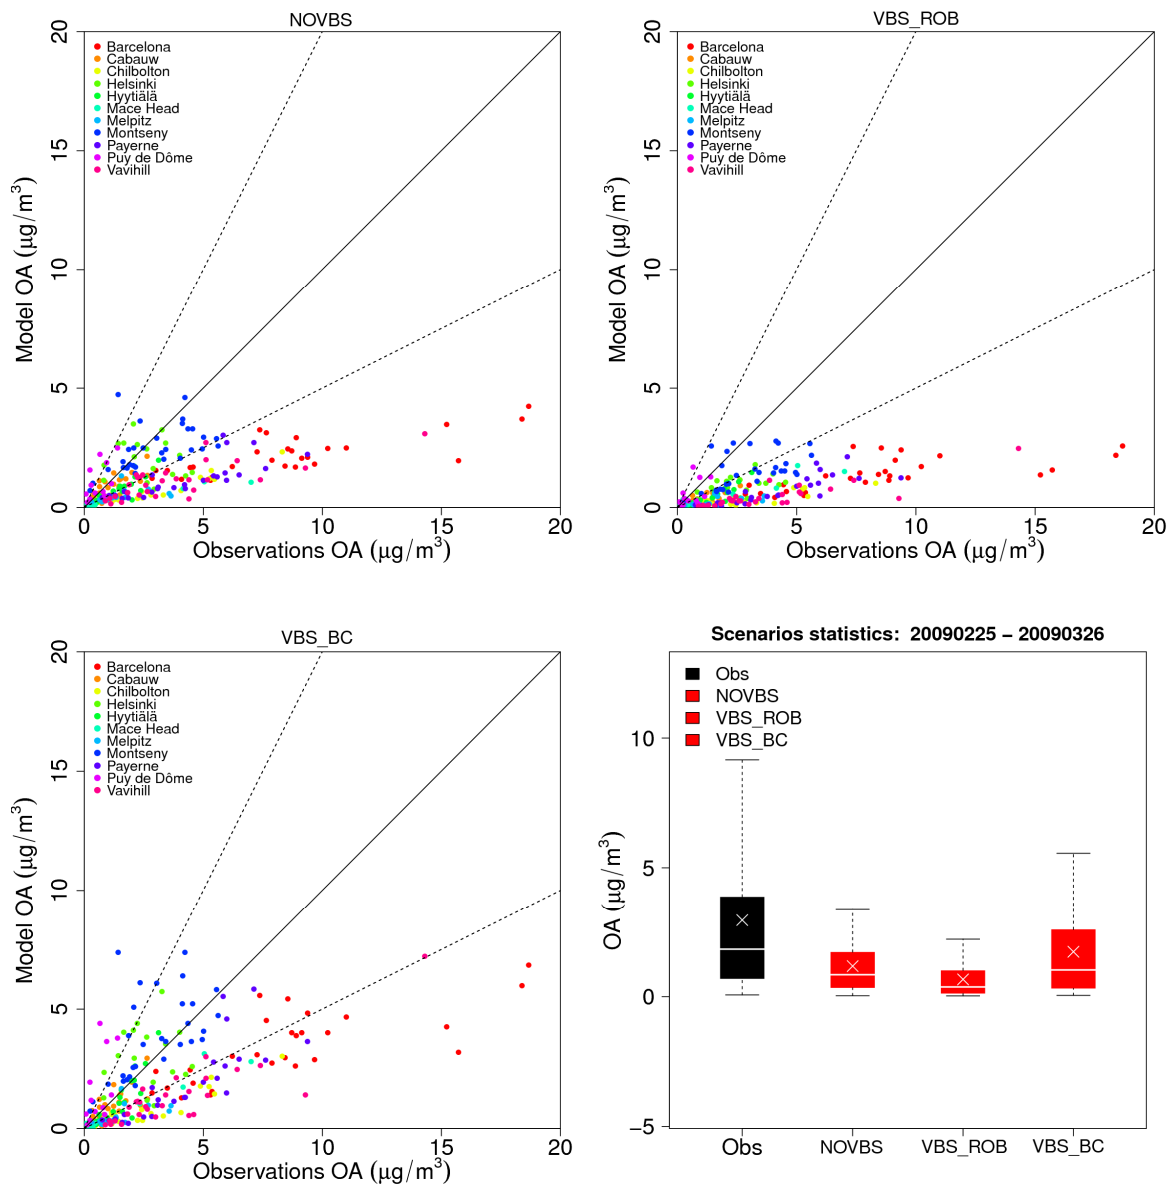 NOVBS
20
15
10
5
0
Model OA (μg/m³)
Barcelona
Cabauw
Chilbolton
Helsinki
Hyytiälä
Mace Head
Melpitz
Montseny
Payerne
Puy de Dôme
Vavihill
0 5 10 15 20
Observations OA (μg/m³)
VBS_ROB
20
15
10
5
0
Model OA (μg/m³)
Barcelona
Cabauw
Chilbolton
Helsinki
Hyytiälä
Mace Head
Melpitz
Montseny
Payerne
Puy de Dôme
Vavihill
0 5 10 15 20
Observations OA (μg/m³)
VBS_BC
20
15
10
5
0
Model OA (μg/m³)
Barcelona
Cabauw
Chilbolton
Helsinki
Hyytiälä
Mace Head
Melpitz
Montseny
Payerne
Puy de Dôme
Vavihill
0 5 10 15 20
Observations OA (μg/m³)
Scenarios statistics: 20090225 − 20090326
Obs
NOVBS
VBS_ROB
VBS_BC
10
5
0
−5
OA (μg/m³)
Obs NOVBS VBS_ROB VBS_BC